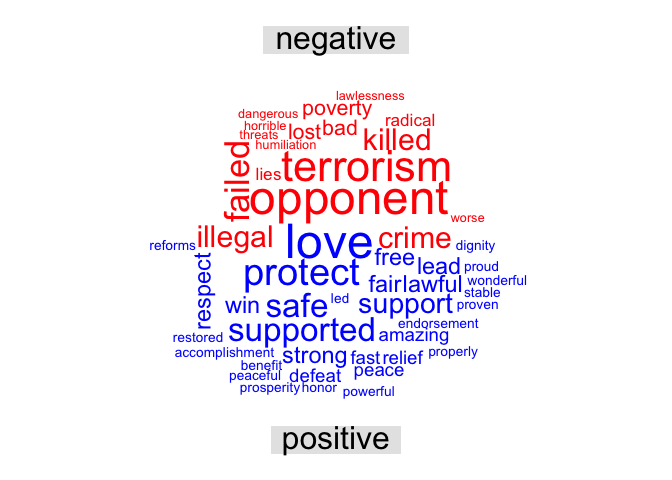 negative
lawlessness
dangerous
poverty
horrible
radical
threats
lost
bad
humiliation
killed
failed
lies
terrorism
opponent
worse
reforms
illegal
love
crime
dignity
respect
protect
free
lead
proud
fair
lawful
wonderful
stable
win
safe
led
support
proven
supported
endorsement
restored
amazing
accomplishment
strong
fast
relief
properly
benefit
peaceful
defeat
peace
prosperity
honor
powerful
positive